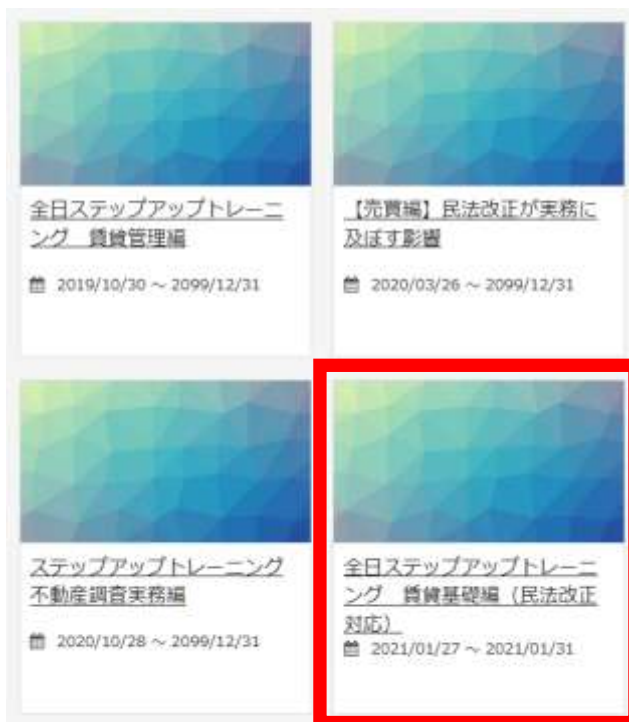 全日ステップアップトレーニ
ング　賃貸管理編
2019/10/30 ～ 2099/12/31
【売買編】民法改正が実務に
及ぼす影響
2020/03/26 ～ 2099/12/31
ステップアップトレーニング
不動産調査実務編
2020/10/28 ～ 2099/12/31
全日ステップアップトレーニ
ング　賃貸基礎編（民法改正
対応）
2021/01/27 ～ 2021/01/31